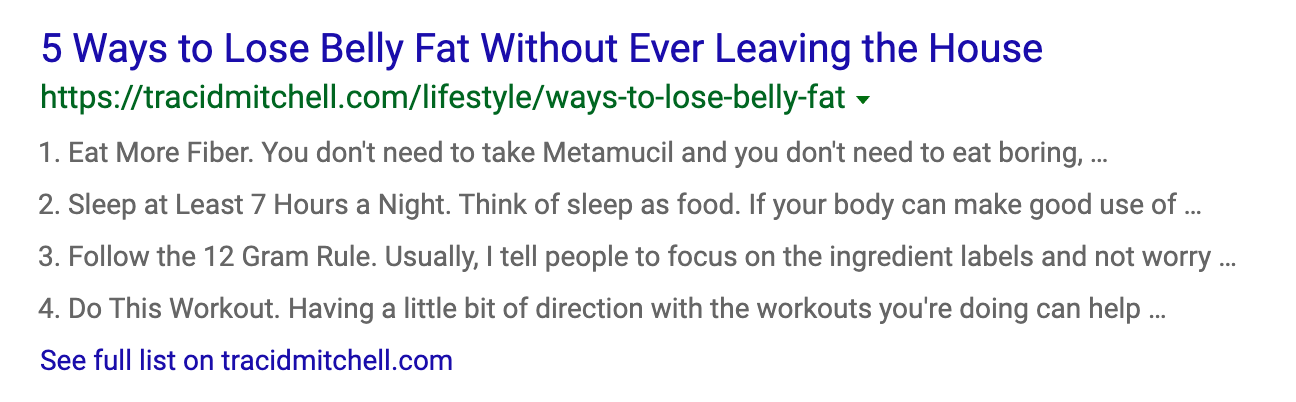 5 Ways to Lose Belly Fat Without Ever Leaving the House
https://tracidmitchell.com/lifestyle/ways-to-lose-belly-fat
1. Eat More Fiber. You don't need to take Metamucil and you don't need to eat boring, ...
2. Sleep at Least 7 Hours a Night. Think of sleep as food. If your body can make good use of ...
3. Follow the 12 Gram Rule. Usually, I tell people to focus on the ingredient labels and not worry ...
4. Do This Workout. Having a little bit of direction with the workouts you're doing can help ...
See full list on tracidmitchell.com